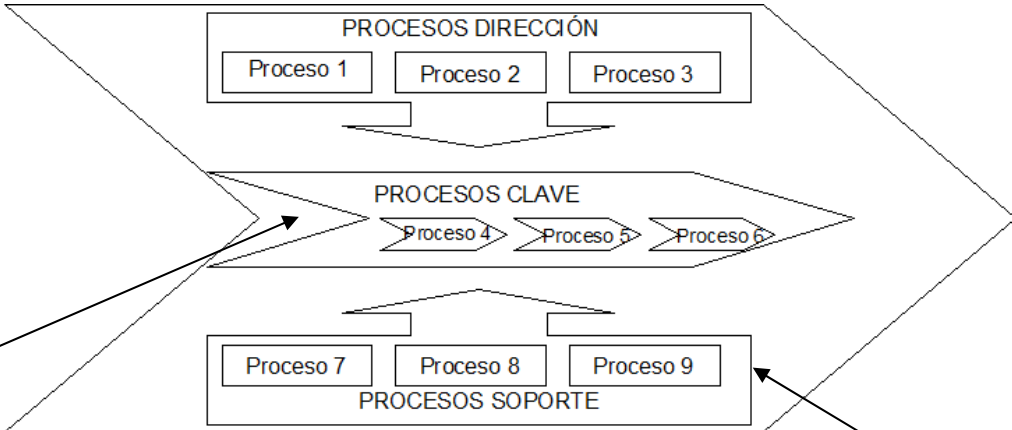 PROCESOS DIRECCIÓN
Proceso 1 Proceso 2 Proceso 3
PROCESOS CLAVE
Proceso 4 Proceso 5 Proceso 6
Proceso 7 Proceso 8 Proceso 9
PROCESOS SOPORTE